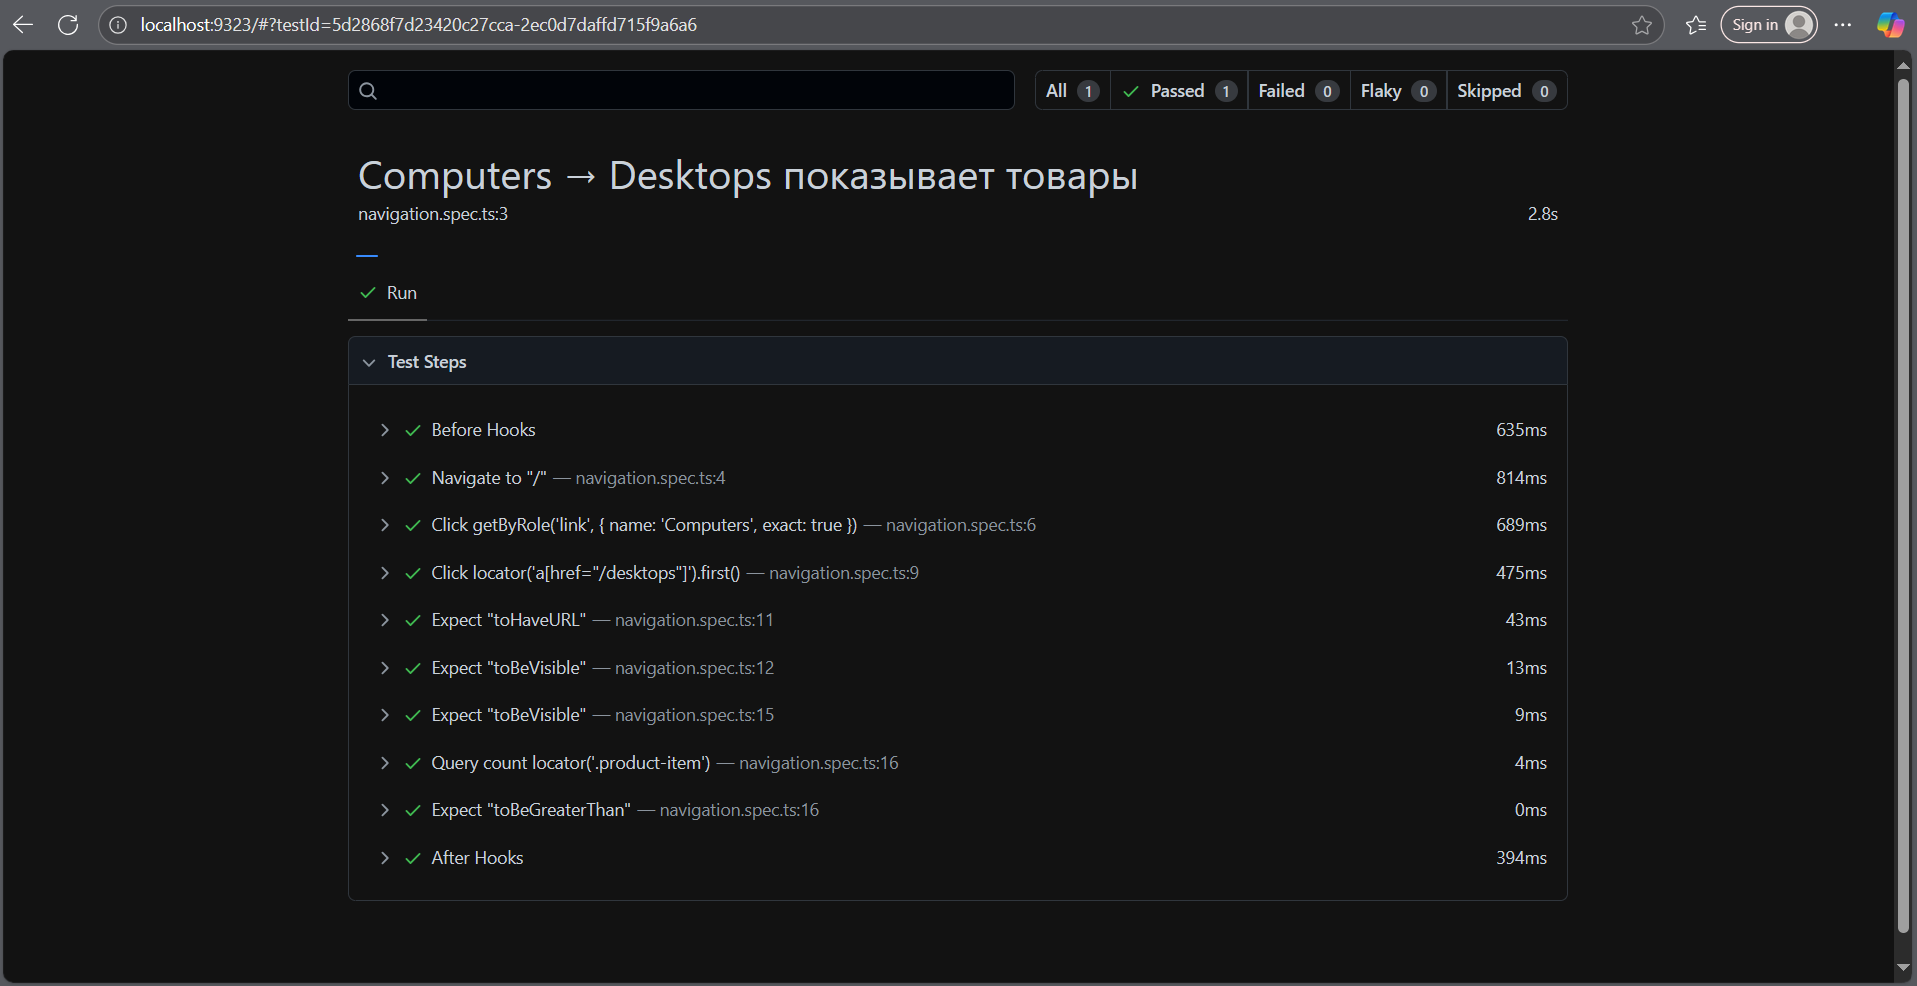 localhost:9323/#?testId=5d2868f7d23420c27cca-2ec0d7daffd715f9a6a6
Sign in
All 1 Passed 1 Failed 0 Flaky 0 Skipped 0
Computers → Desktops показывает товары
navigation.spec.ts:3 2.8s
Run
Test Steps
Before Hooks 635ms
Navigate to "/" — navigation.spec.ts:4 814ms
Click getByRole('link', { name: 'Computers', exact: true }) — navigation.spec.ts:6 689ms
Click locator('a[href="/desktops"]').first() — navigation.spec.ts:9 475ms
Expect "toHaveURL" — navigation.spec.ts:11 43ms
Expect "toBeVisible" — navigation.spec.ts:12 13ms
Expect "toBeVisible" — navigation.spec.ts:15 9ms
Query count locator('.product-item') — navigation.spec.ts:16 4ms
Expect "toBeGreaterThan" — navigation.spec.ts:16 0ms
After Hooks 394ms